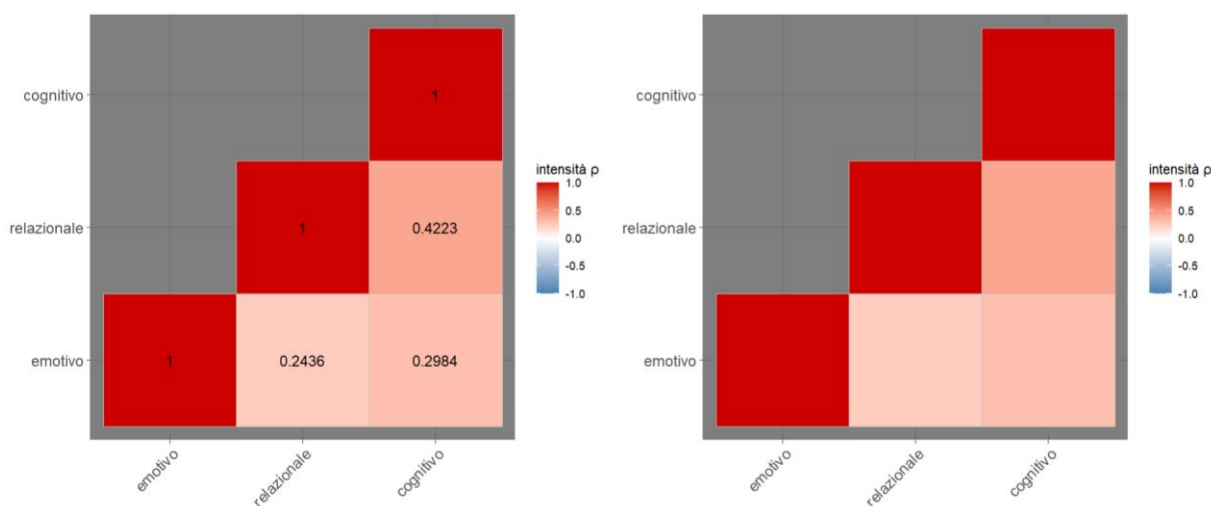 cognitivo
1
intensità ρ
1.0
relazionale
1
0.4223
0.5
0.0
-0.5
-1.0
emotivo
1
0.2436
0.2984
emotivo
relazionale
cognitivo
cognitivo
intensità ρ
1.0
relazionale
0.5
0.0
-0.5
-1.0
emotivo
emotivo
relazionale
cognitivo